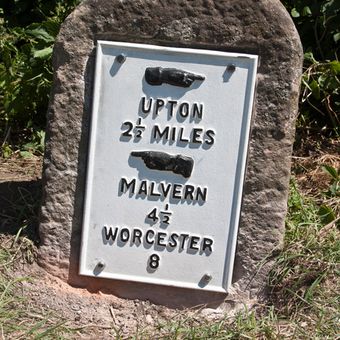 UPTON
2½ MILES
MALVERN
4½
WORCESTER
8